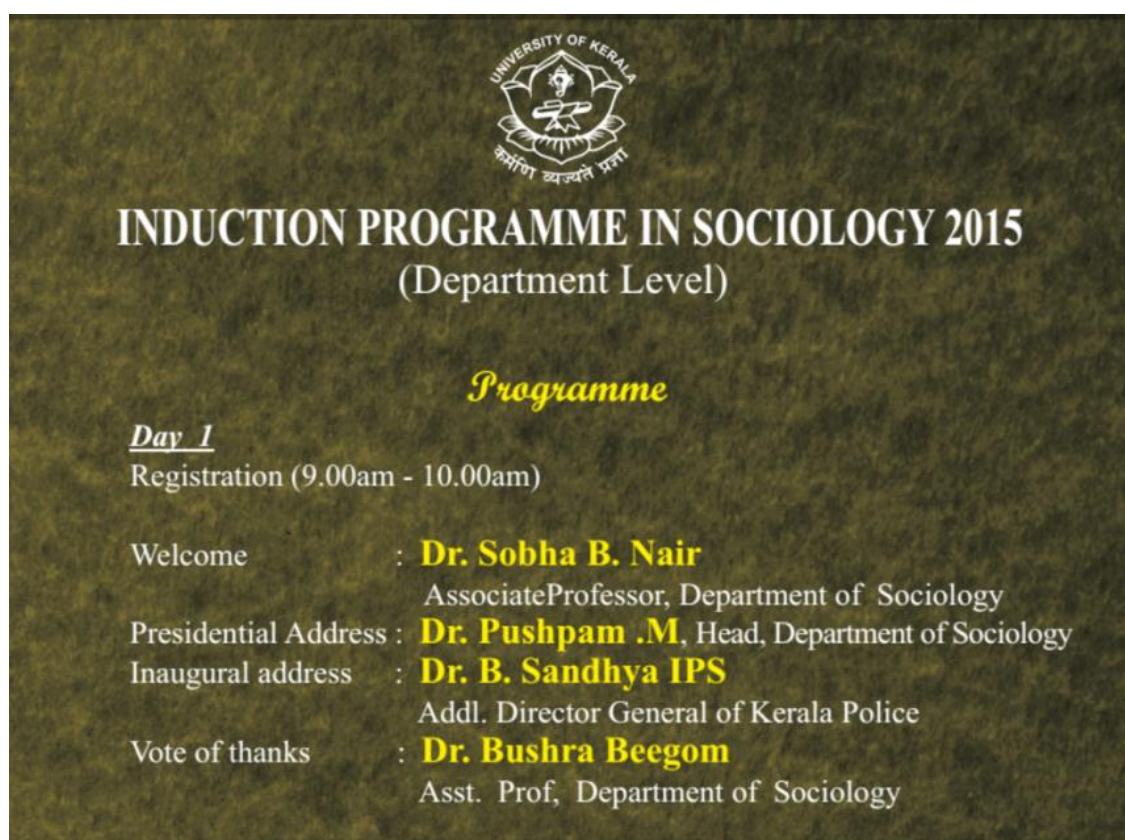 UNIVERSITY OF KERALA
कर्मणि व्यज्यते प्रज्ञा
INDUCTION PROGRAMME IN SOCIOLOGY 2015
(Department Level)
Programme
Day 1
Registration (9.00am - 10.00am)
Welcome : Dr. Sobha B. Nair
AssociateProfessor, Department of Sociology
Presidential Address : Dr. Pushpam .M, Head, Department of Sociology
Inaugural address : Dr. B. Sandhya IPS
Addl. Director General of Kerala Police
Vote of thanks : Dr. Bushra Beegom
Asst. Prof, Department of Sociology